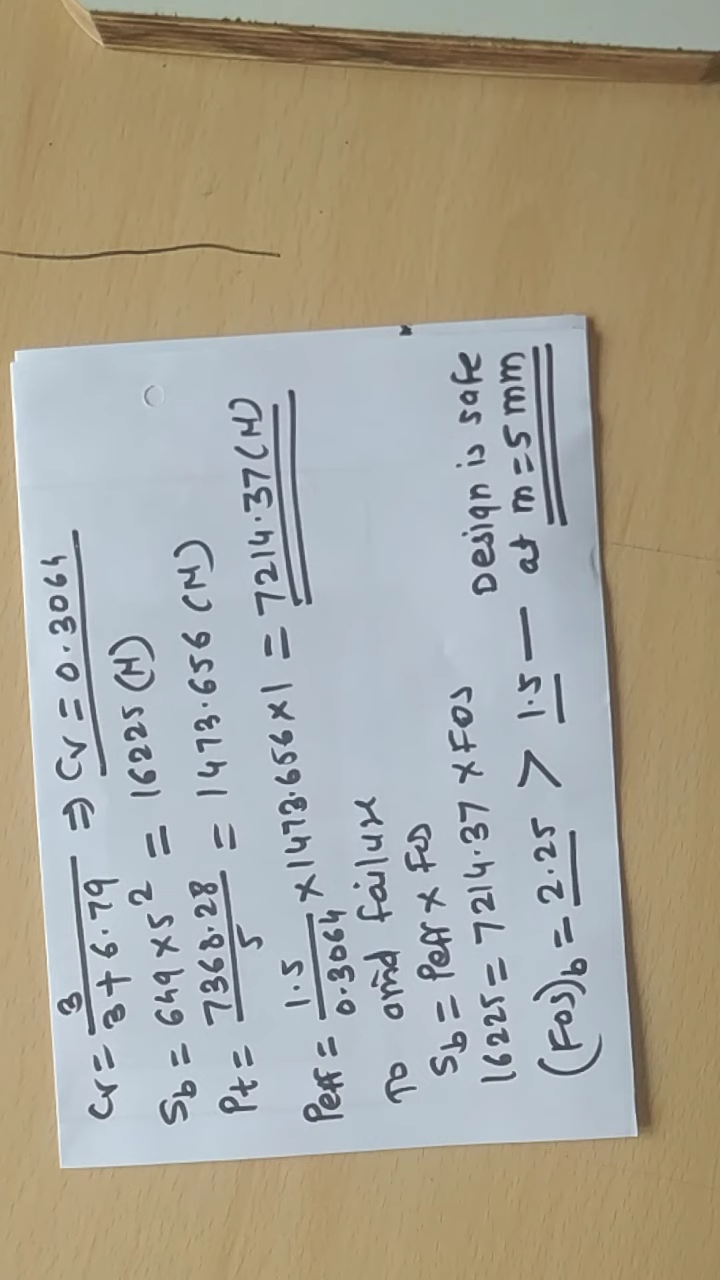 Cv = 3 / 3 + 6.79 ⇒ Cv = 0.3064
Sb = 649 × 5² = 16225 (N)
Pt = 7368.28 / 5 = 1473.656 (N)
Peff = 1.5 / 0.3064 × 1473.656 × 1 = 7214.37 (N)
To failure
Sb = Peff × FOS
16225 = 7214.37 × FOS
(FOS)b = 2.25 > 1.5 — Design is safe
at m = 5 mm